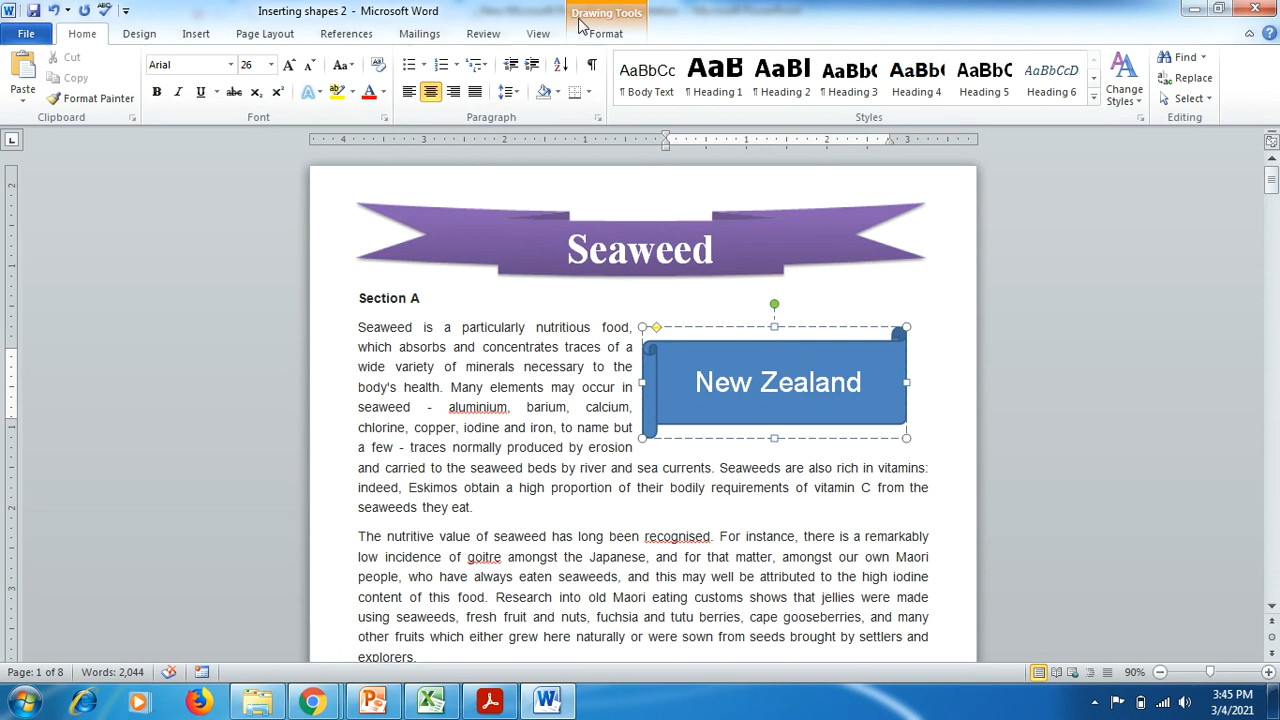 Inserting shapes 2 - Microsoft Word
Drawing Tools
File Home Design Insert Page Layout References Mailings Review View Format
Paste
Cut
Copy
Format Painter
Clipboard
Arial 26
Font
Paragraph
AaBbCc AaB AaBl AaBbC AaBbC AaBbC AaBbCcD
¶ Body Text ¶ Heading 1 ¶ Heading 2 ¶ Heading 3 Heading 4 Heading 5 Heading 6
Change
Styles
Styles
Find
Replace
Select
Editing
4 3 2 1 1 2 3
Seaweed
Section A
New Zealand
Seaweed is a particularly nutritious food,
which absorbs and concentrates traces of a
wide variety of minerals necessary to the
body's health. Many elements may occur in
seaweed - aluminium, barium, calcium,
chlorine, copper, iodine and iron, to name but
a few - traces normally produced by erosion
and carried to the seaweed beds by river and sea currents. Seaweeds are also rich in vitamins:
indeed, Eskimos obtain a high proportion of their bodily requirements of vitamin C from the
seaweeds they eat.
The nutritive value of seaweed has long been recognised. For instance, there is a remarkably
low incidence of goitre amongst the Japanese, and for that matter, amongst our own Maori
people, who have always eaten seaweeds, and this may well be attributed to the high iodine
content of this food. Research into old Maori eating customs shows that jellies were made
using seaweeds, fresh fruit and nuts, fuchsia and tutu berries, cape gooseberries, and many
other fruits which either grew here naturally or were sown from seeds brought by settlers and
explorers.
Page: 1 of 8 Words: 2,044 90%
3:45 PM
3/4/2021